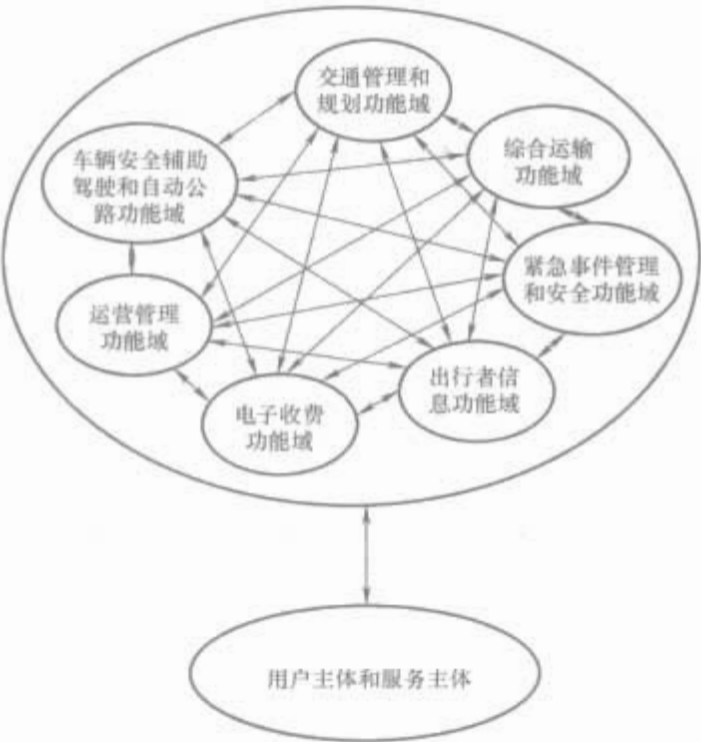 交通管理和
规划功能域
综合运输
功能域
车辆安全辅助
驾驶和自动公
路功能域
紧急事件管理
和安全功能域
运营管理
功能域
出行者信
息功能域
电子收费
功能域
用户主体和服务主体